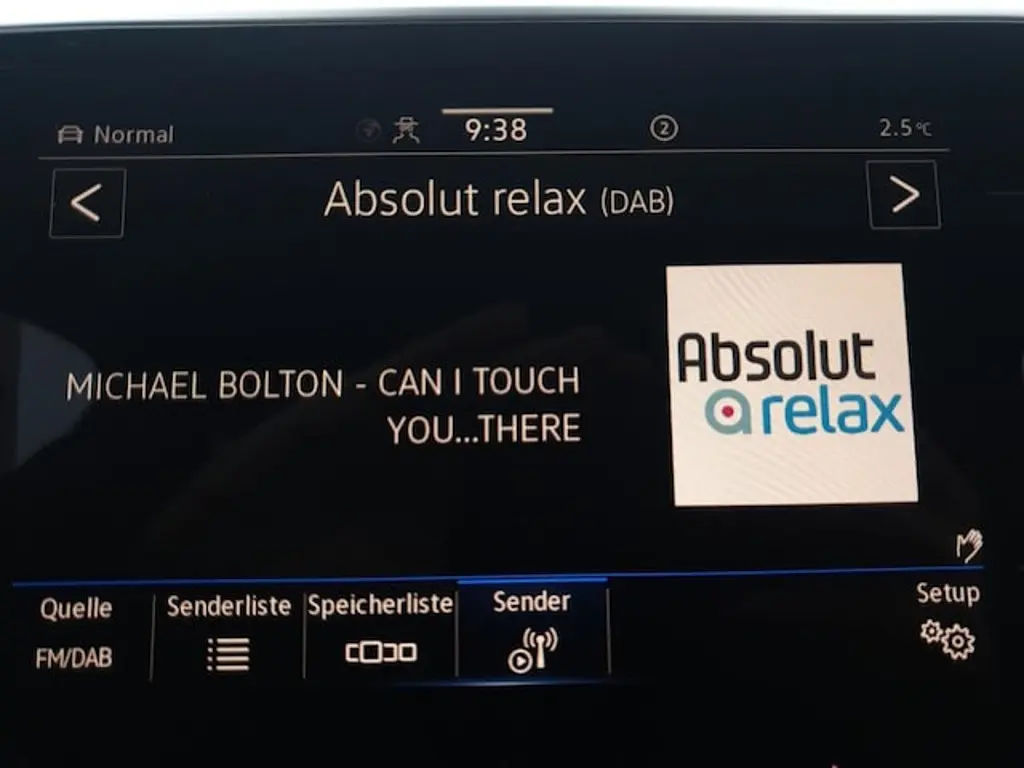 Normal
9:38
2
2.5°C
<
Absolut relax (DAB)
>
MICHAEL BOLTON - CAN I TOUCH
YOU...THERE
Absolut
relax
Quelle
Senderliste
Speicherliste
Sender
Setup
FM/DAB